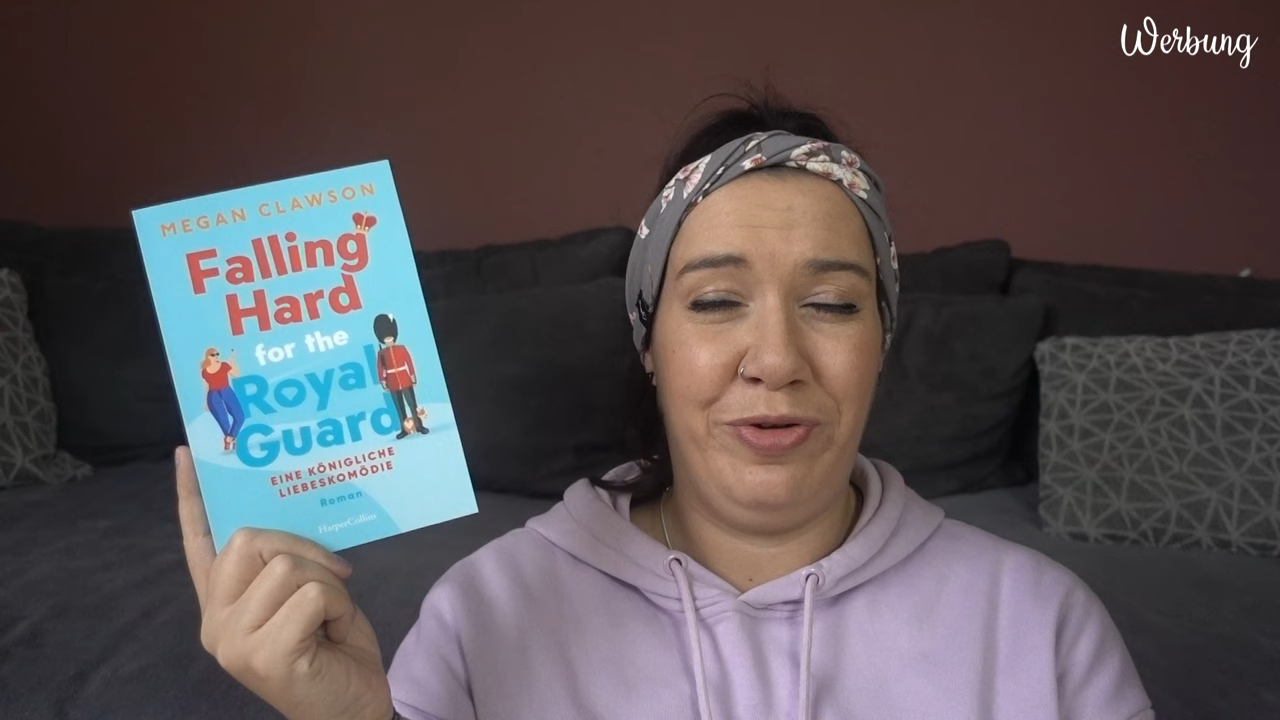 Werbung
MEGAN CLAWSON
Falling
Hard
for the
Royal
Guard
EINE KÖNIGLICHE
LIEBESKOMÖDIE
Roman
HarperCollins